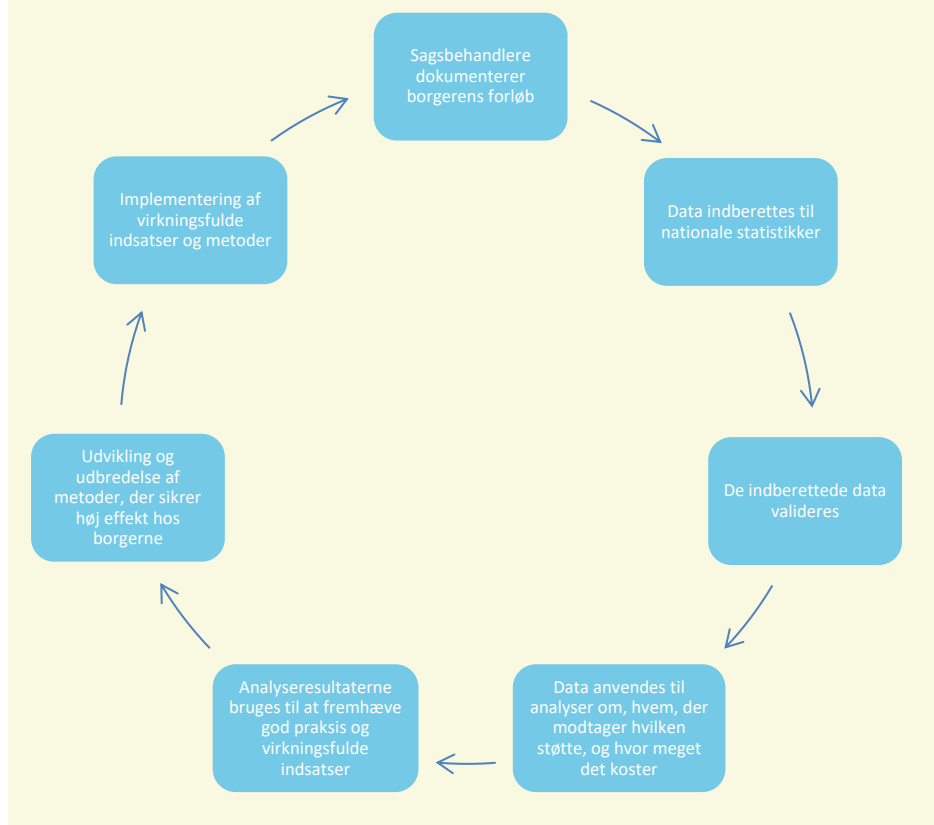 Sagsbehandlere
dokumenterer
borgerens forløb
Data indberettes til
nationale statistikker
De indberettede data
valideres
Data anvendes til
analyser om, hvem, der
modtager hvilken
støtte, og hvor meget
det koster
Analyseresultaterne
bruges til at fremhæve
god praksis og
virkningsfulde
indsatser
Udvikling og
udbredelse af
metoder, der sikrer
høj effekt hos
borgerne
Implementering af
virkningsfulde
indsatser og metoder